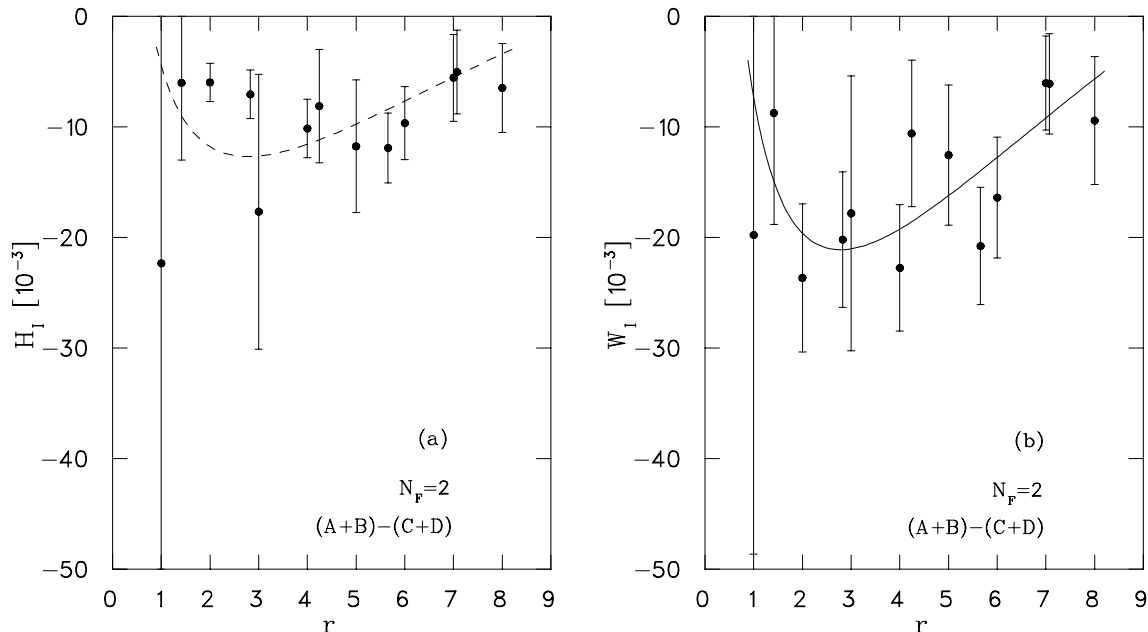 0
−10
−20
−30
−40
−50
H_I [10⁻³]
(a)
N_F=2
(A+B)−(C+D)
0 1 2 3 4 5 6 7 8 9
r
0
−10
−20
−30
−40
−50
W_I [10⁻³]
(b)
N_F=2
(A+B)−(C+D)
0 1 2 3 4 5 6 7 8 9
r